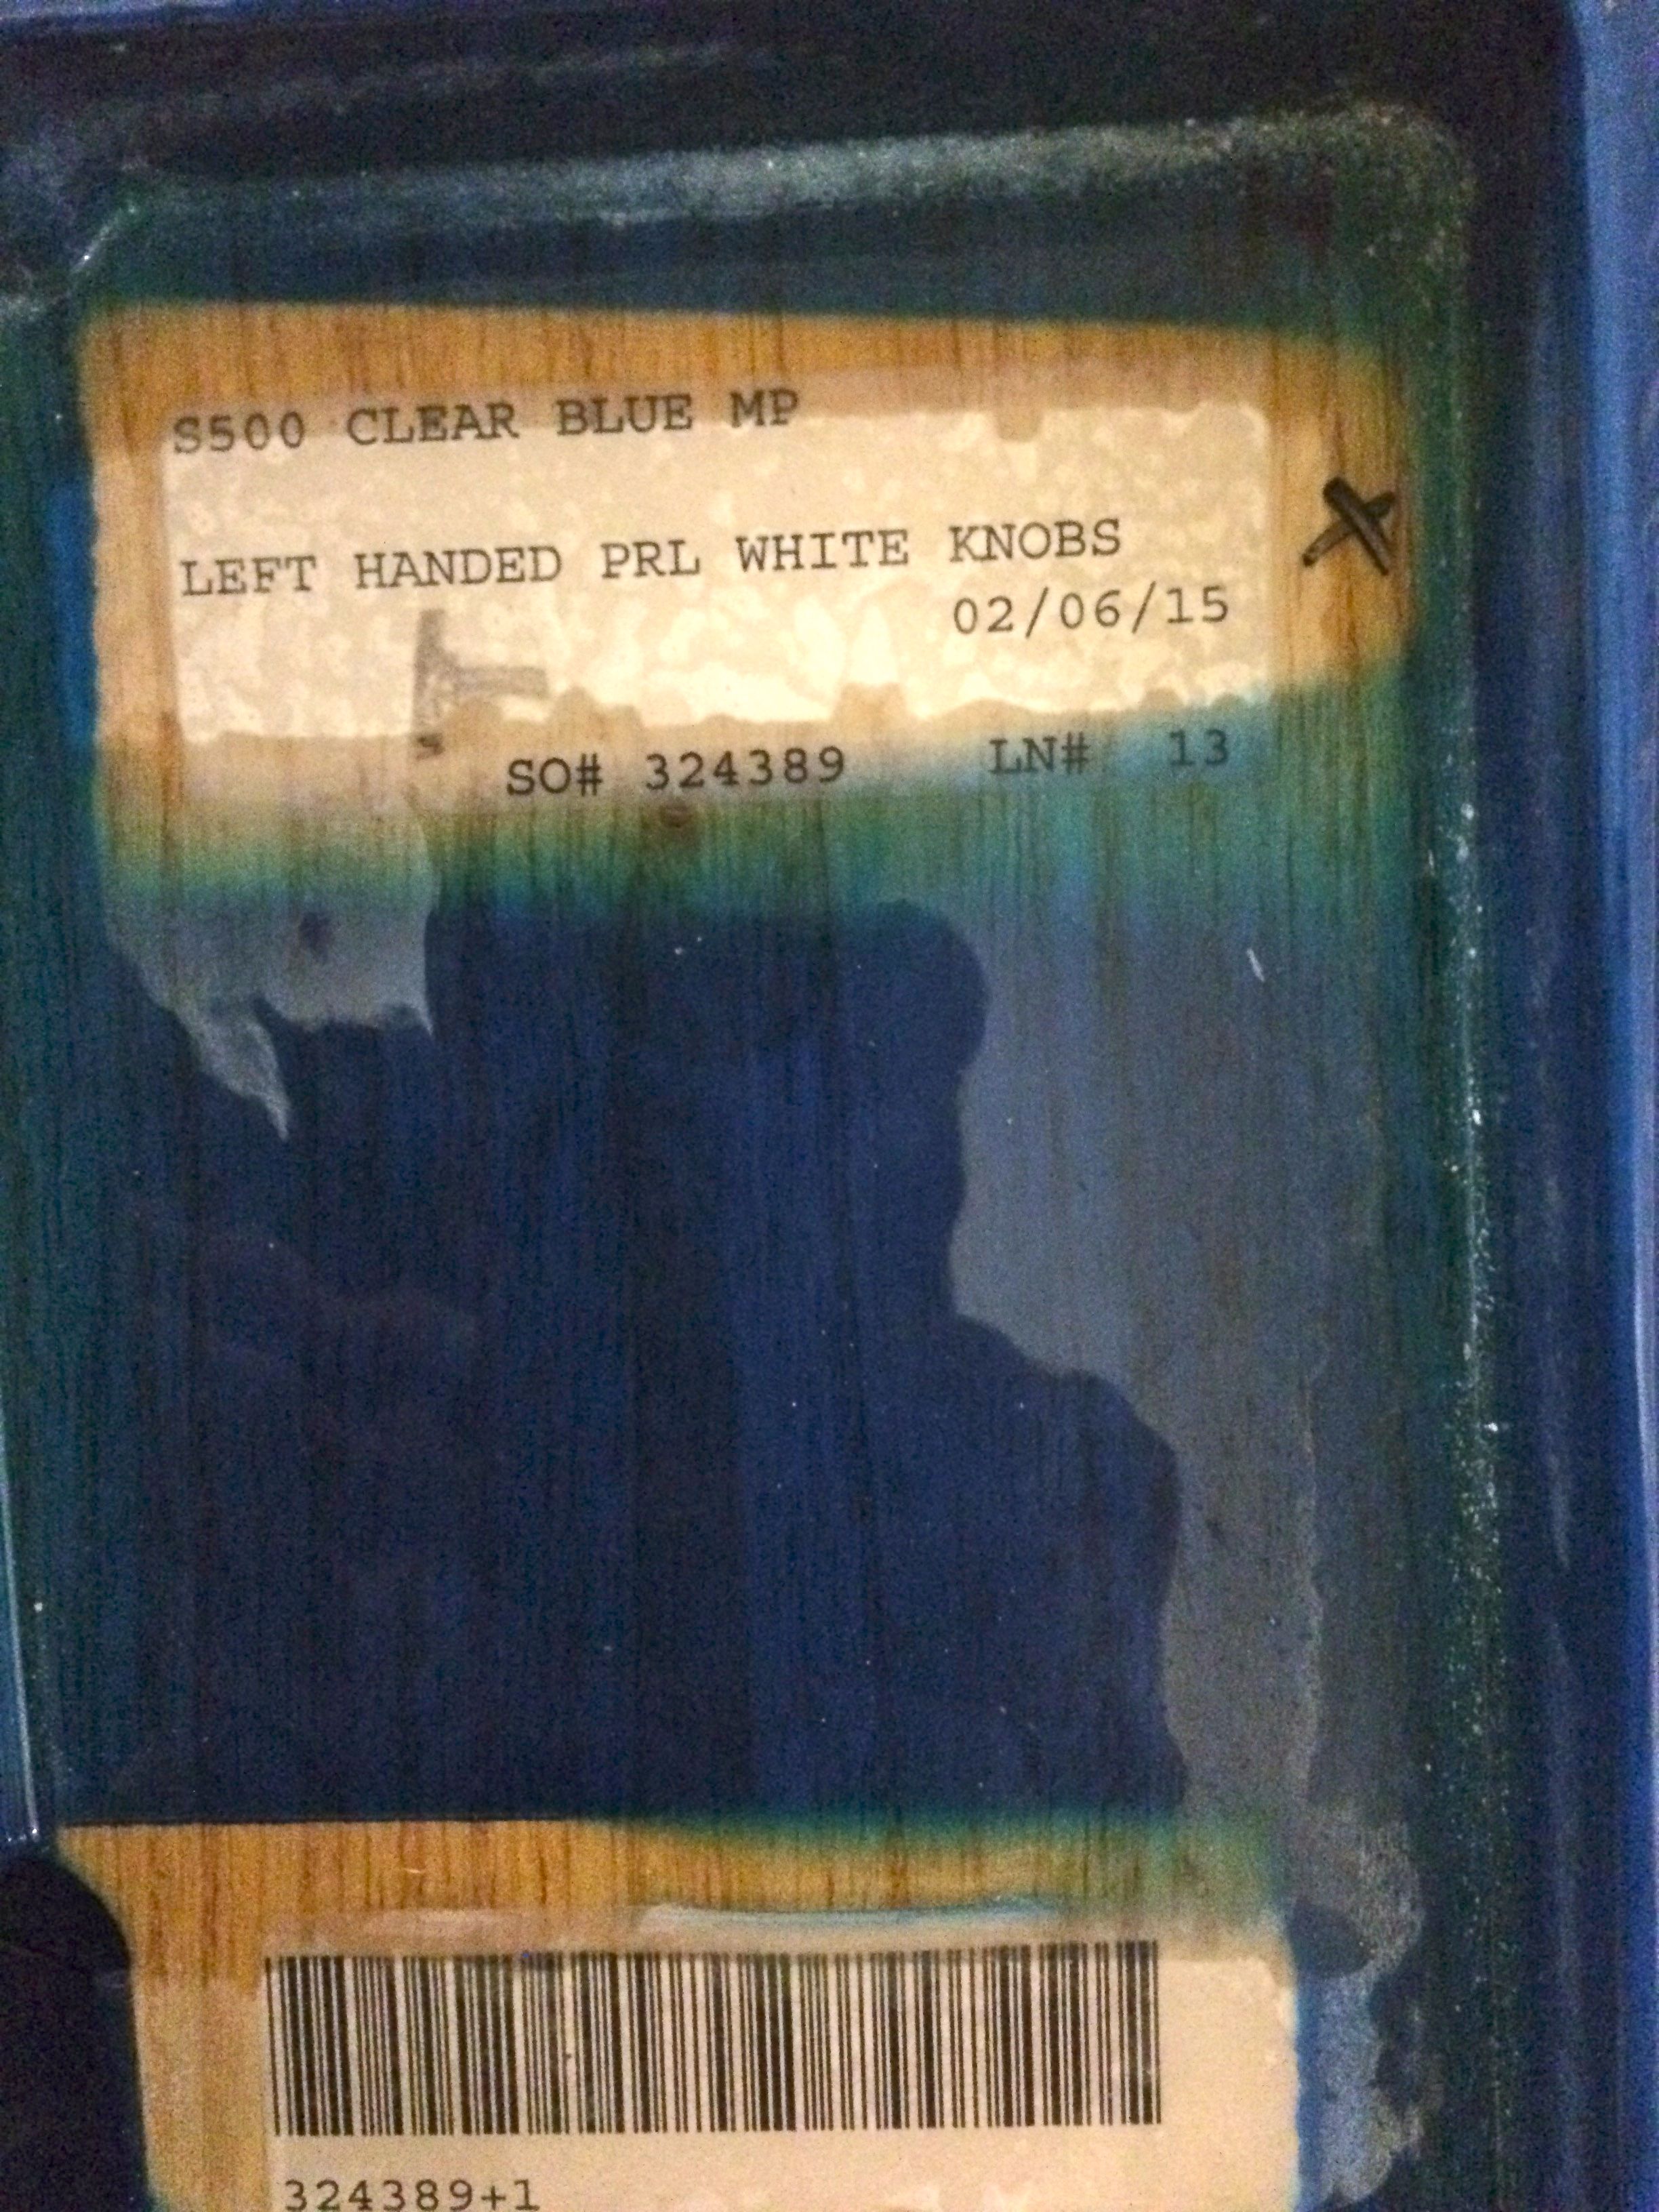 S500 CLEAR BLUE MP
LEFT HANDED PRL WHITE KNOBS
02/06/15
SO# 324389 LN# 13
X
324389+1